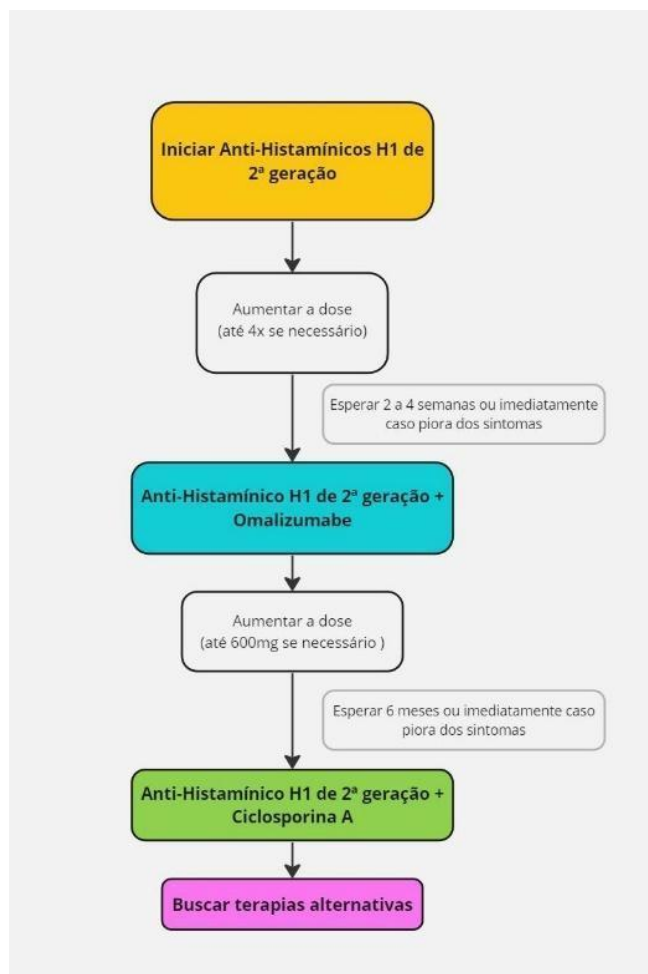 Iniciar Anti-Histamínicos H1 de
2ª geração
Aumentar a dose
(até 4x se necessário)
Esperar 2 a 4 semanas ou imediatamente
caso piora dos sintomas
Anti-Histamínico H1 de 2ª geração +
Omalizumabe
Aumentar a dose
(até 600mg se necessário )
Esperar 6 meses ou imediatamente caso
piora dos sintomas
Anti-Histamínico H1 de 2ª geração +
Ciclosporina A
Buscar terapias alternativas